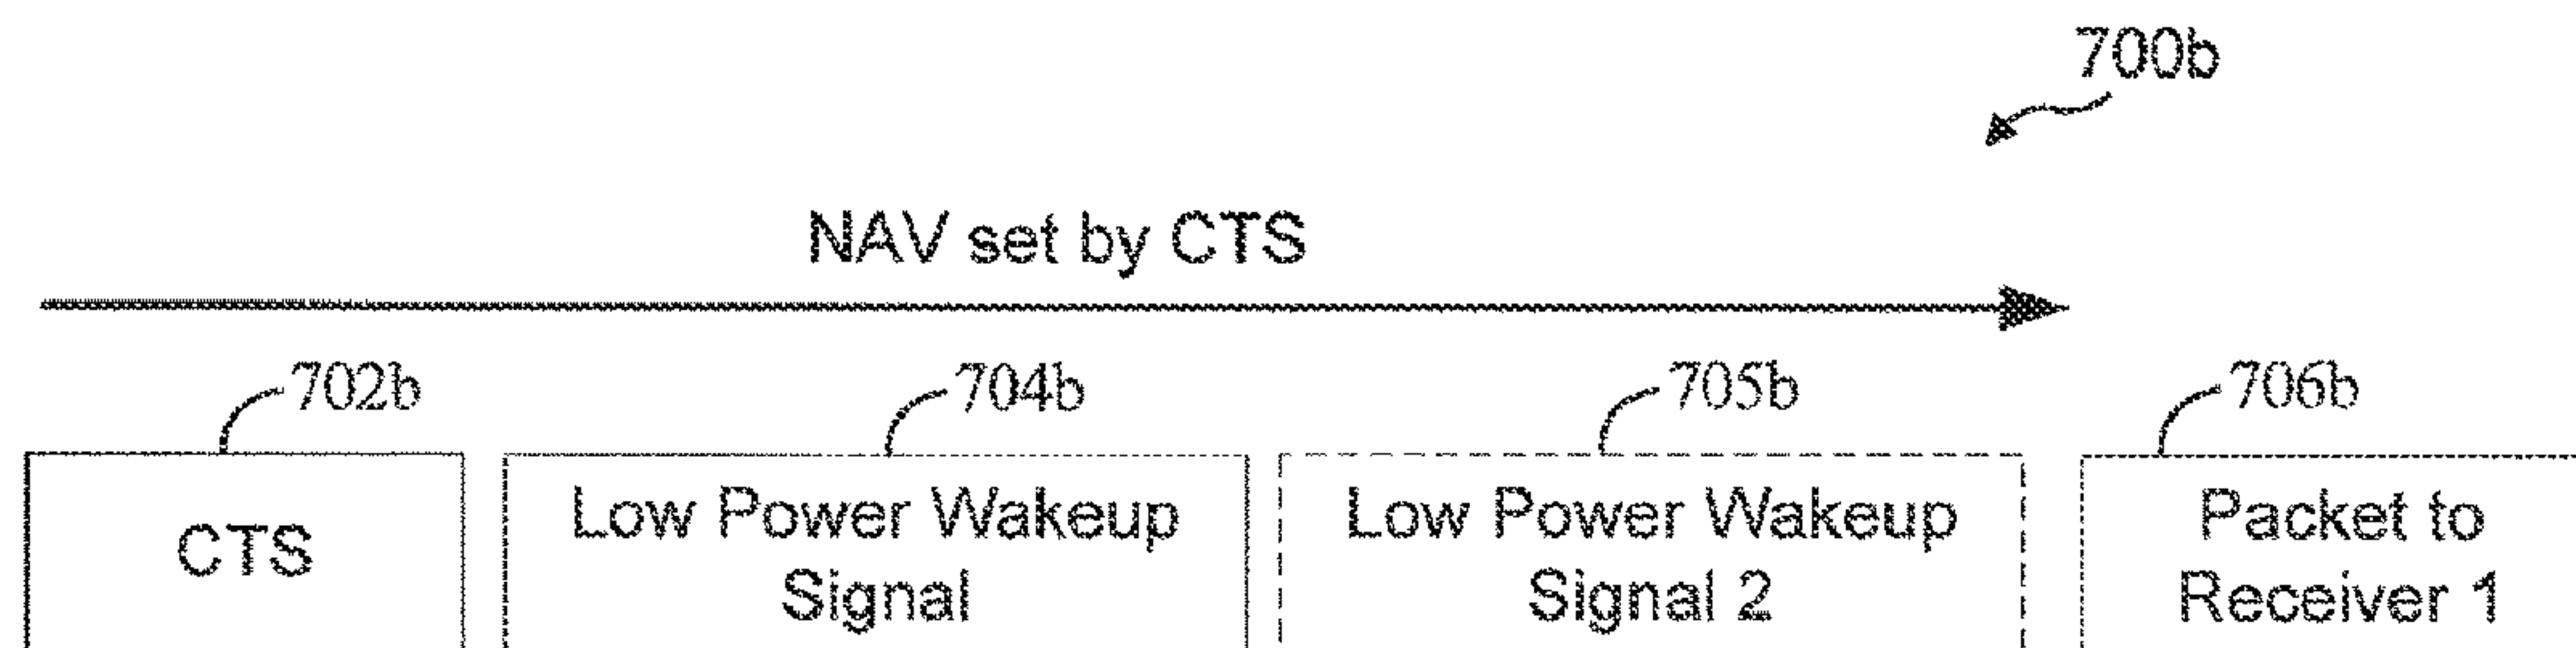 700b
NAV set by CTS
702b
704b
705b
706b
CTS
Low Power Wakeup
Signal
Low Power Wakeup
Signal 2
Packet to
Receiver 1